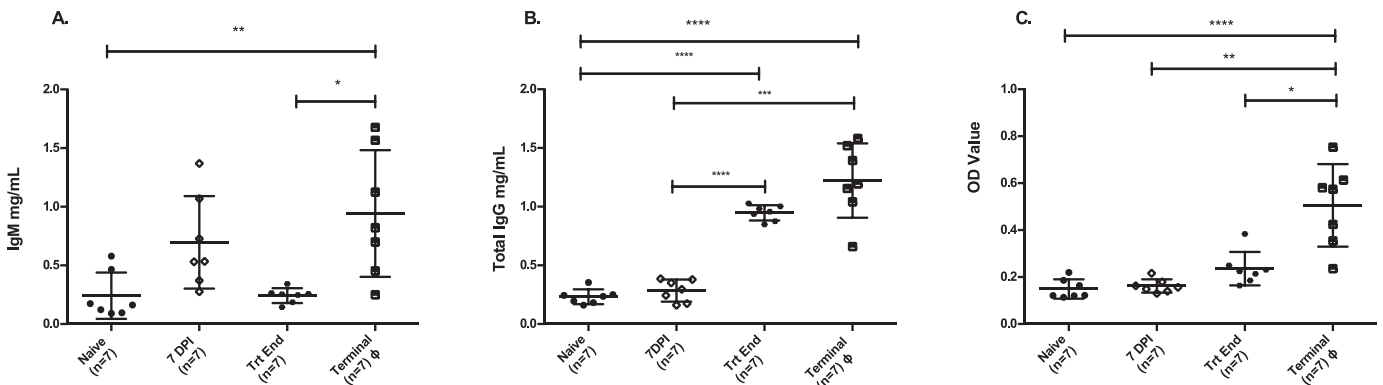 A.
**
*
2.0
1.5
1.0
0.5
0.0
IgM mg/mL
Naive
(n=7)
7 DPI
(n=7)
Trt End
(n=7)
Terminal
(n=7) ϕ
B.
****
****
***
****
2.0
1.5
1.0
0.5
0.0
Total IgG mg/mL
Naive
(n=7)
7DPI
(n=7)
Trt End
(n=7)
Terminal
(n=7) ϕ
C.
****
**
*
1.0
0.8
0.6
0.4
0.2
0.0
OD Value
Naive
(n=7)
7 DPI
(n=7)
Trt End
(n=7)
Terminal
(n=7) ϕ